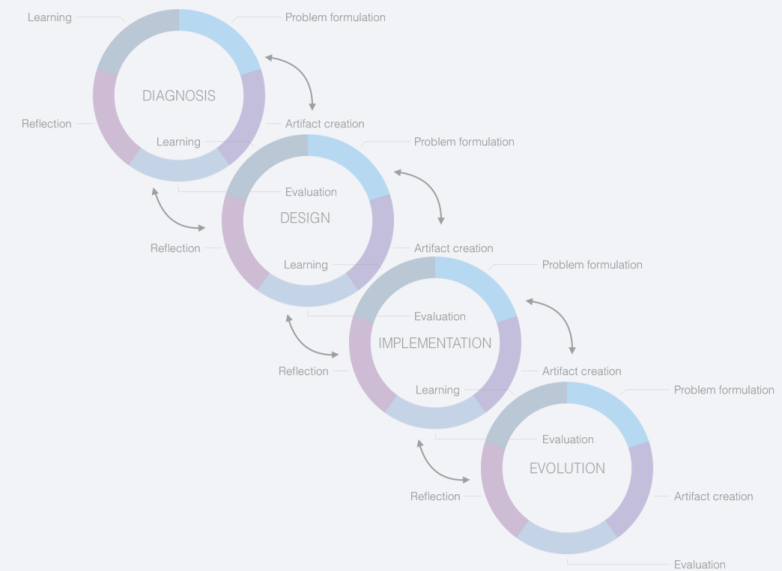 Learning
Problem formulation
DIAGNOSIS
Reflection
Artifact creation
Learning
Problem formulation
Evaluation
DESIGN
Reflection
Artifact creation
Learning
Problem formulation
Evaluation
IMPLEMENTATION
Reflection
Artifact creation
Learning
Problem formulation
Evaluation
EVOLUTION
Reflection
Artifact creation
Evaluation